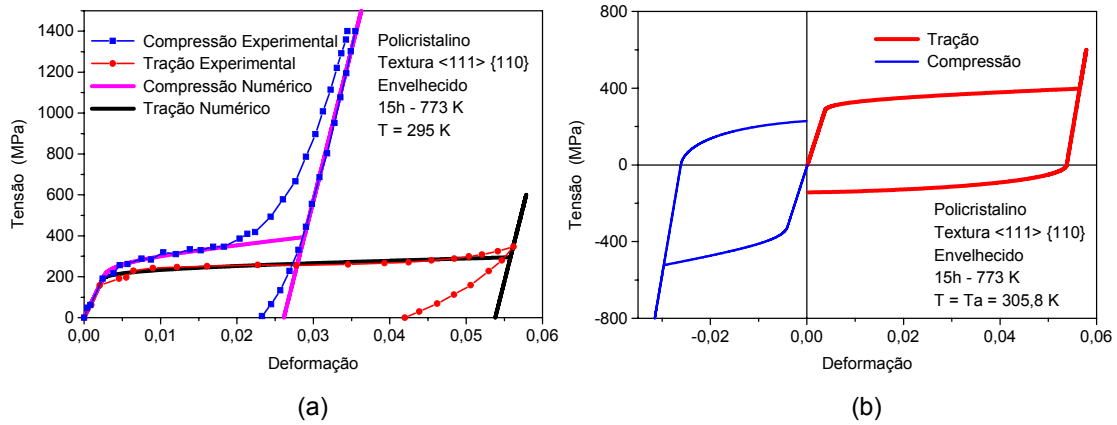 1400
1200
1000
800
600
400
200
0
Tensão (MPa)
Compressão Experimental
Tração Experimental
Compressão Numérico
Tração Numérico
Policristalino
Textura <111> {110}
Envelhecido
15h - 773 K
T = 295 K
0,00 0,01 0,02 0,03 0,04 0,05 0,06
Deformação
(a)
800
400
0
-400
-800
Tensão (MPa)
Tração
Compressão
Policristalino
Textura <111> {110}
Envelhecido
15h - 773 K
T = Ta = 305,8 K
-0,02 0,00 0,02 0,04 0,06
Deformação
(b)